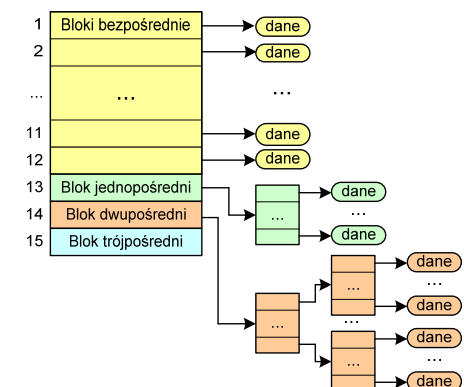 1 Bloki bezpośrednie dane
2 dane
... ... ...
11 dane
12 dane
13 Blok jednopośredni dane
... ...
14 Blok dwupośredni dane
15 Blok trójpośredni
dane
... ...
dane
... ...
dane
... ...
dane